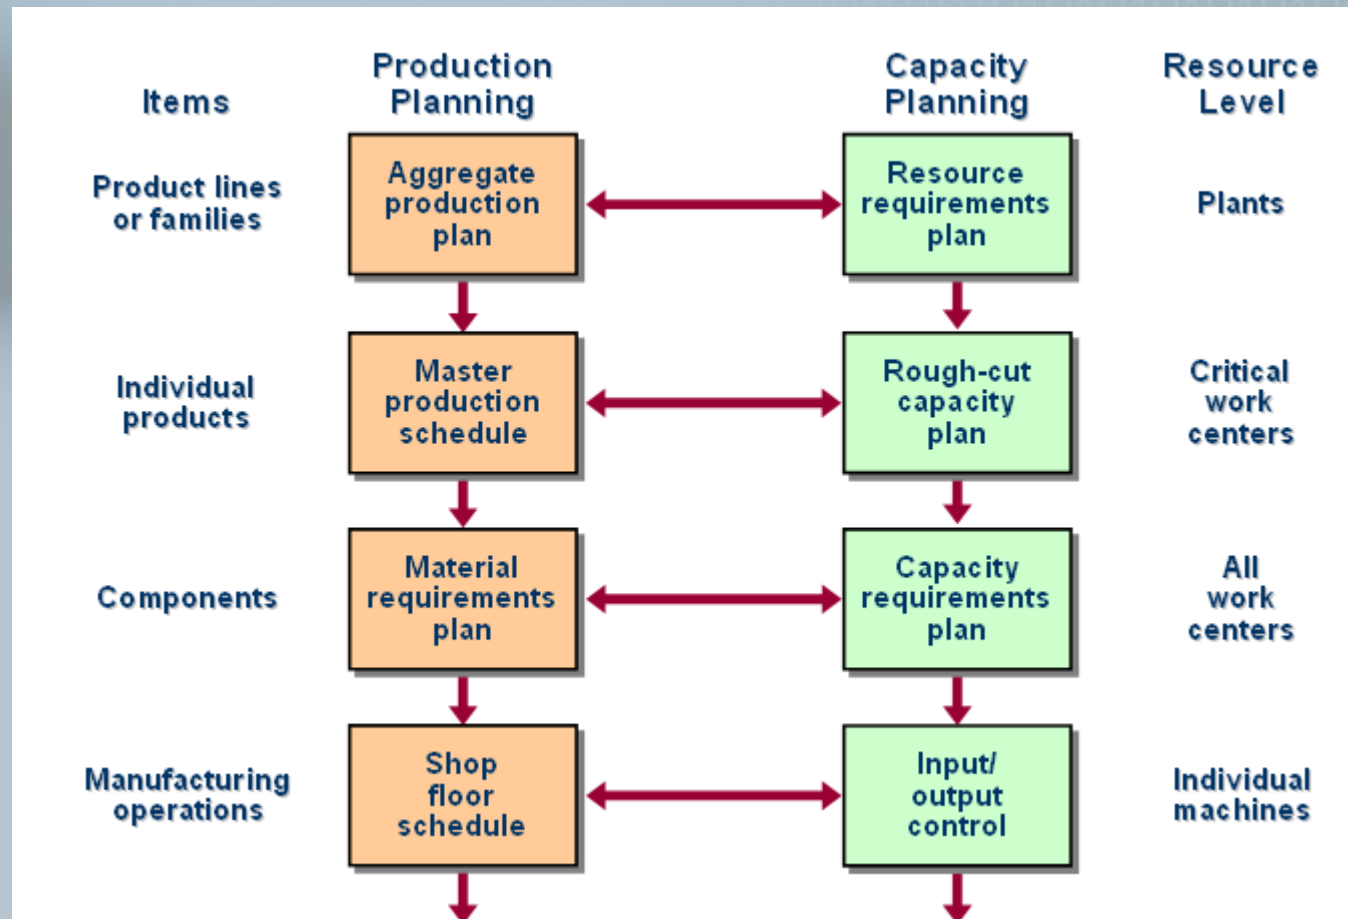 Items
Production
Planning
Capacity
Planning
Resource
Level
Product lines
or families
Aggregate
production
plan
Resource
requirements
plan
Plants
Individual
products
Master
production
schedule
Rough-cut
capacity
plan
Critical
work
centers
Components
Material
requirements
plan
Capacity
requirements
plan
All
work
centers
Manufacturing
operations
Shop
floor
schedule
Input/
output
control
Individual
machines